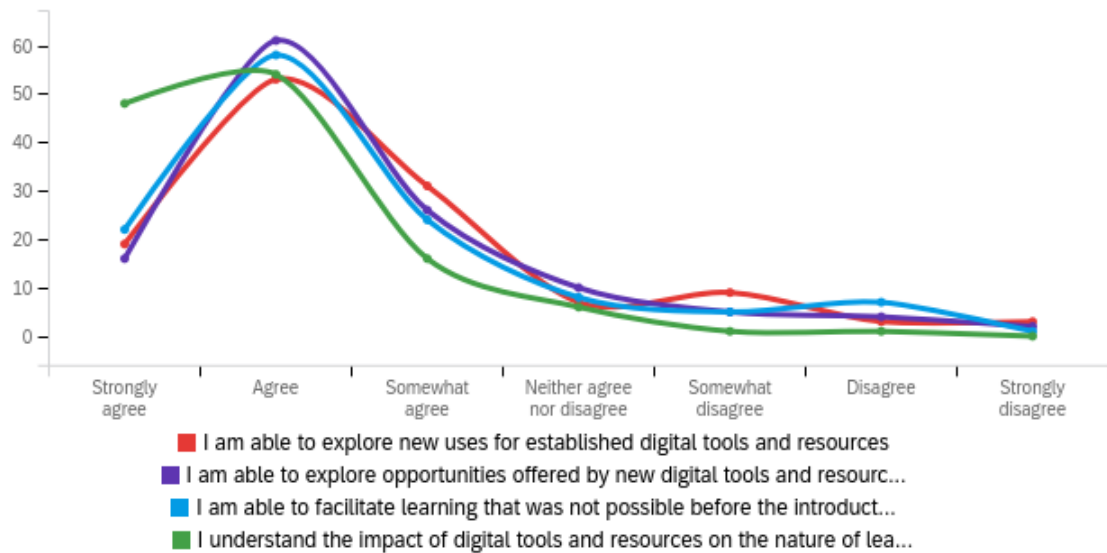 60
50
40
30
20
10
0
Strongly agree
Agree
Somewhat agree
Neither agree nor disagree
Somewhat disagree
Disagree
Strongly disagree
I am able to explore new uses for established digital tools and resources
I am able to explore opportunities offered by new digital tools and resourc...
I am able to facilitate learning that was not possible before the introduct...
I understand the impact of digital tools and resources on the nature of lea...